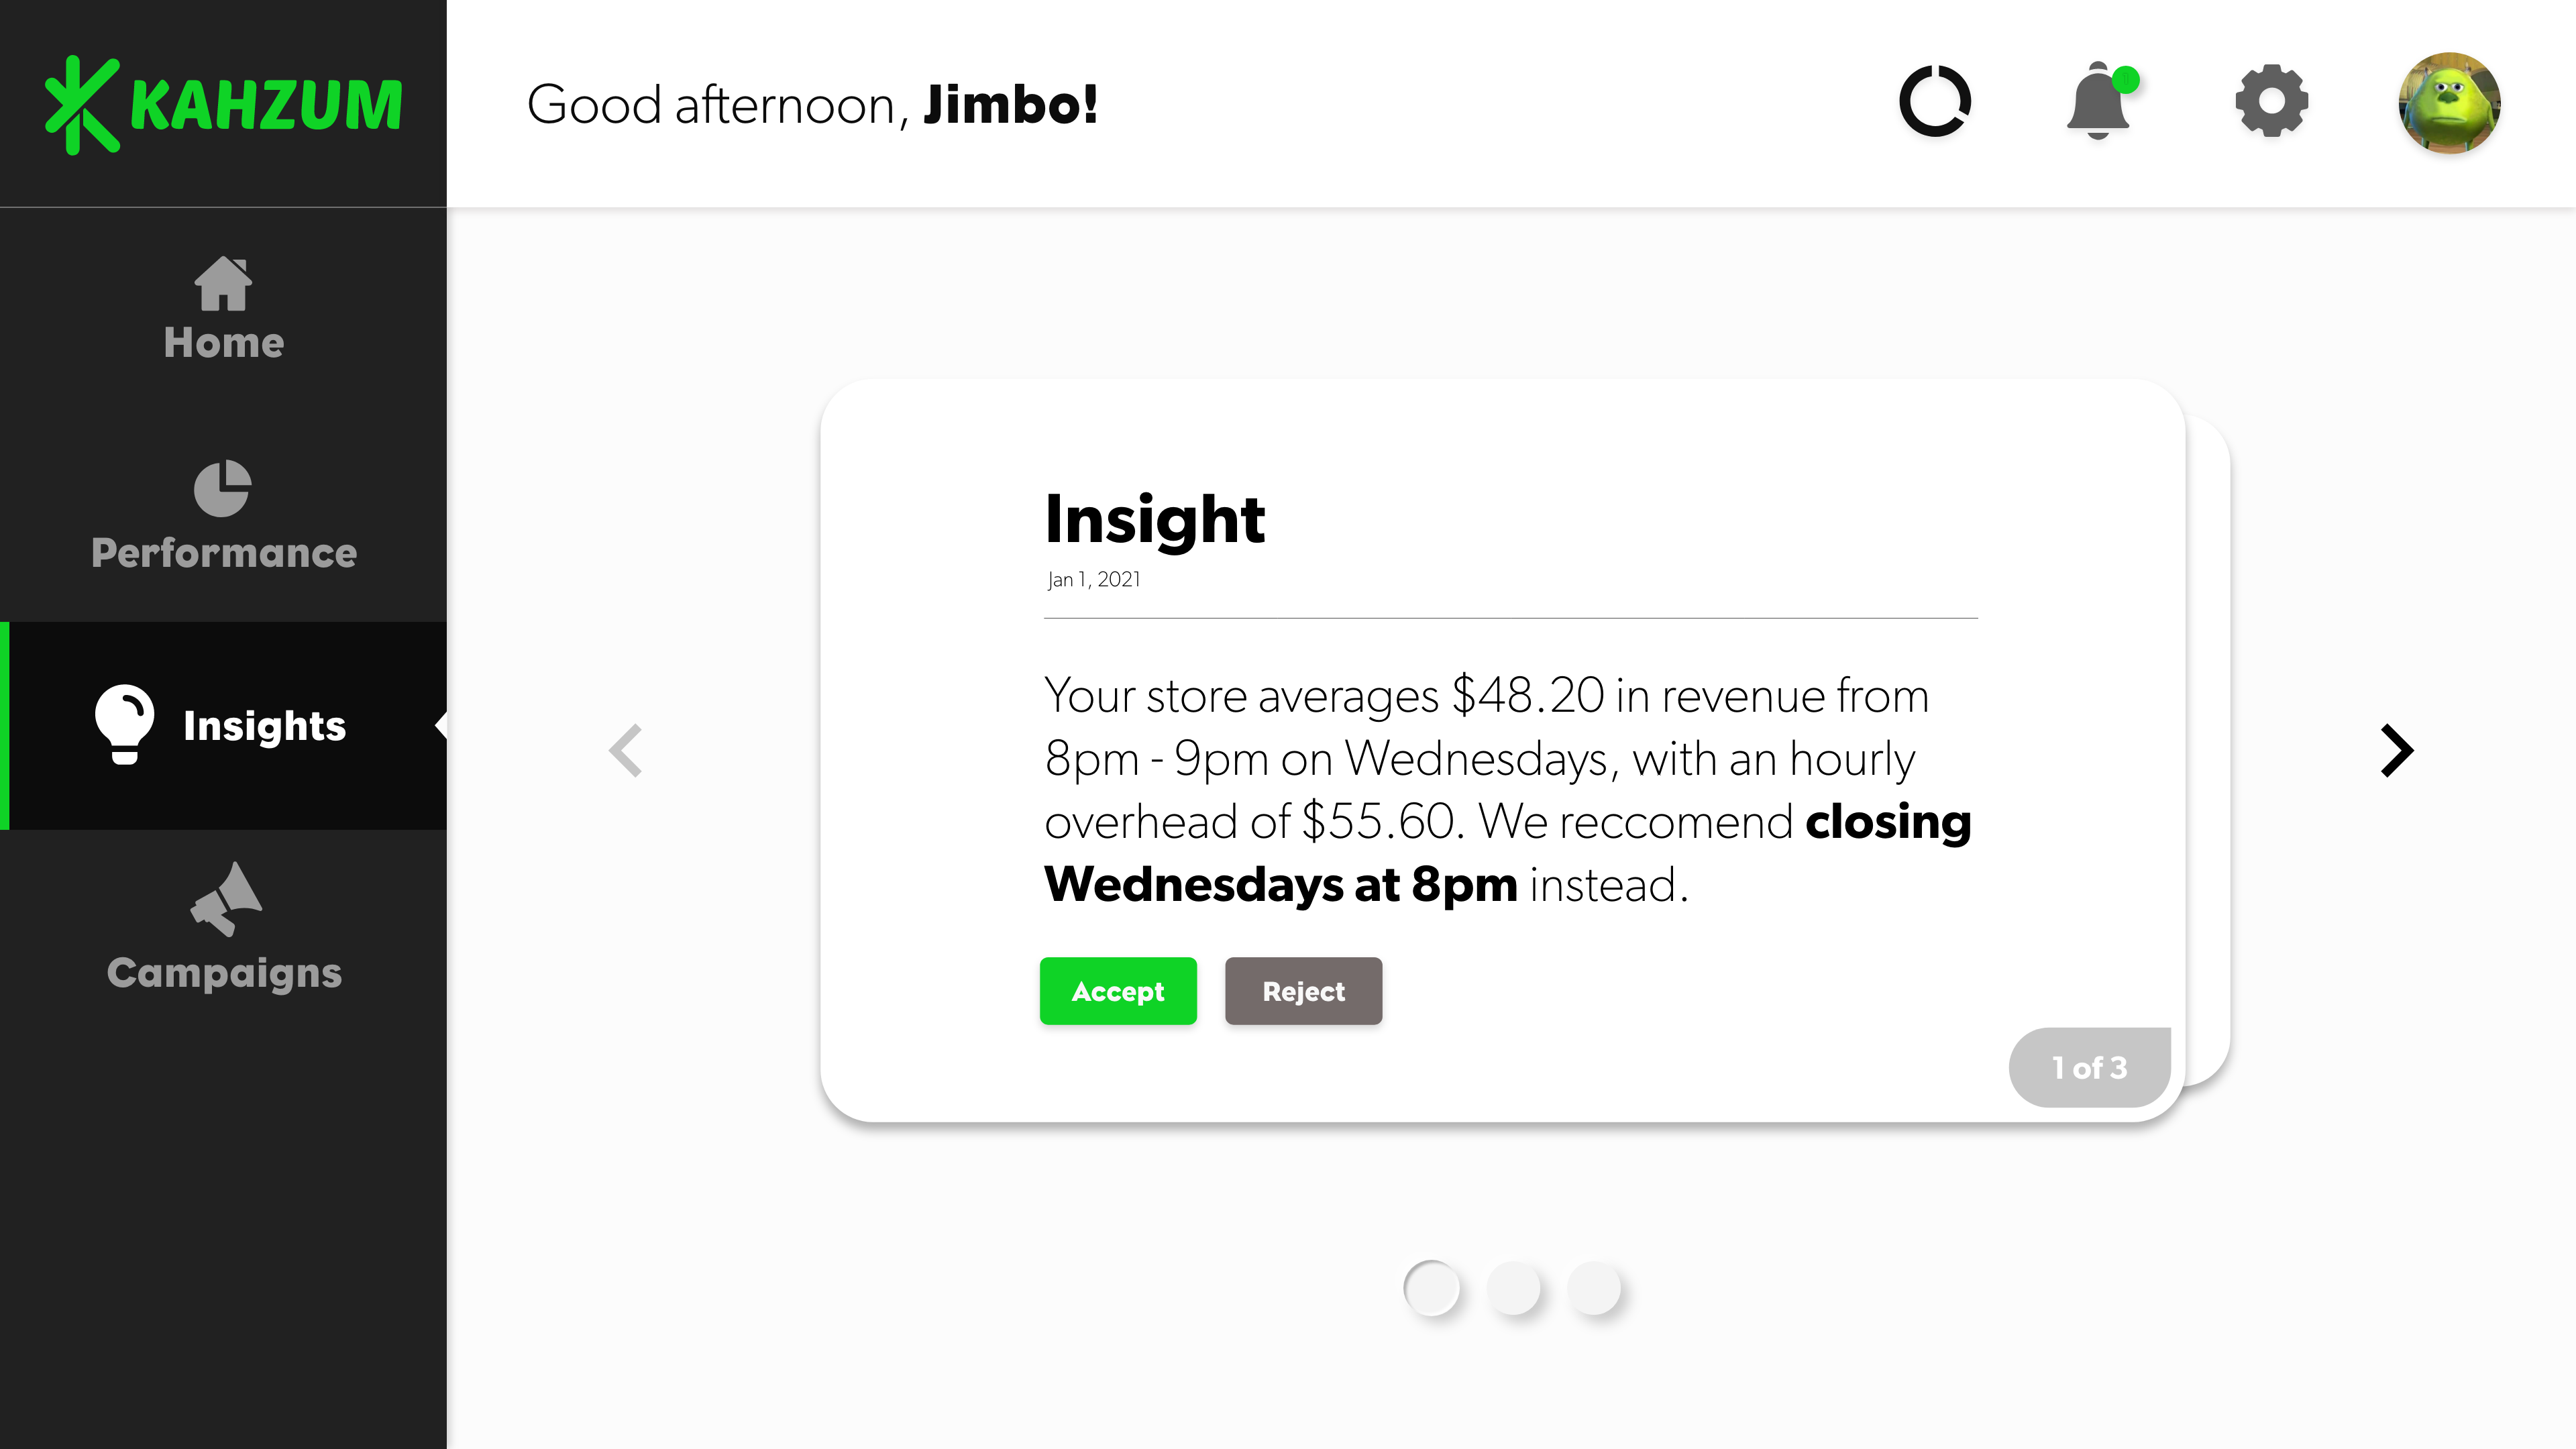 KAHZUM
Good afternoon, Jimbo!
Home
Performance
Insights
Campaigns
Insight
Jan 1, 2021
Your store averages $48.20 in revenue from
8pm - 9pm on Wednesdays, with an hourly
overhead of $55.60. We reccomend closing
Wednesdays at 8pm instead.
Accept
Reject
1 of 3